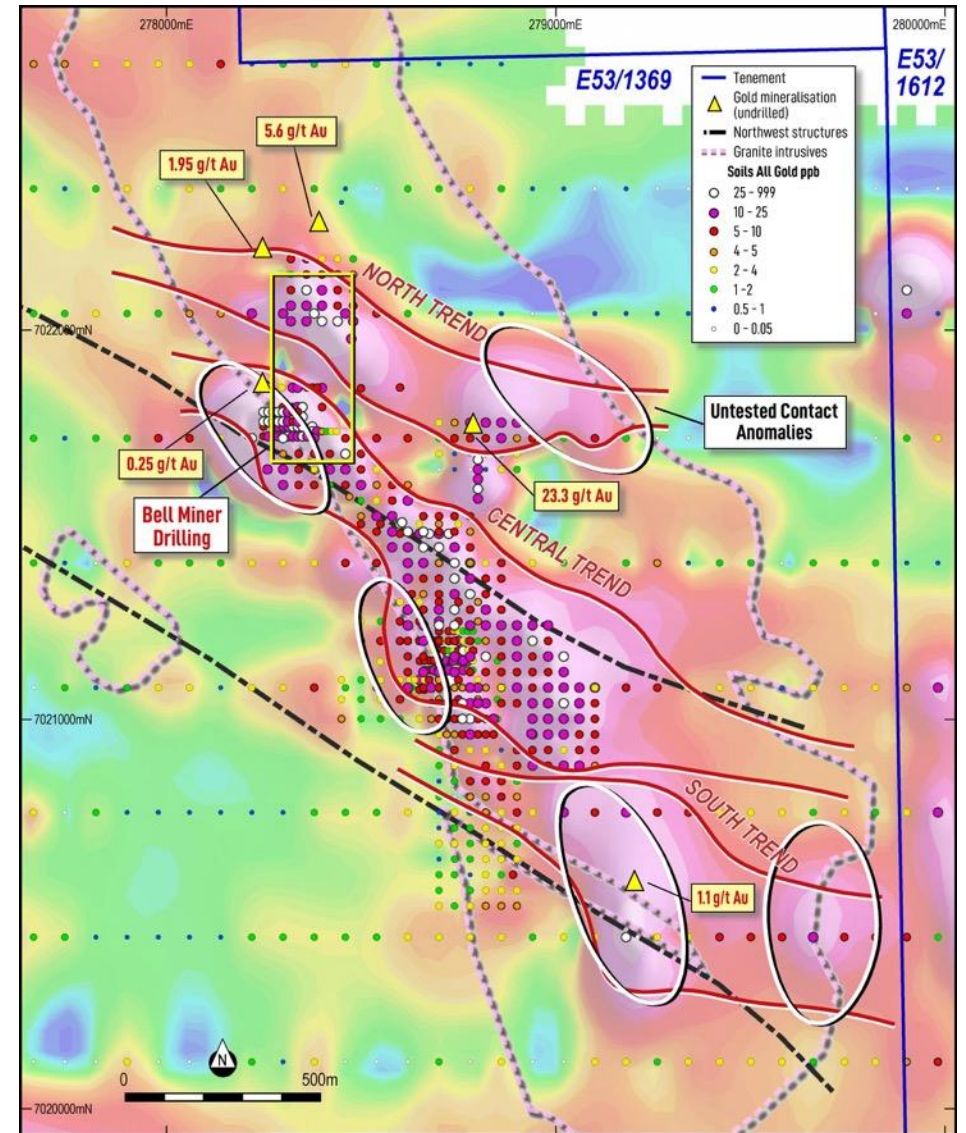 278000mE
279000mE
280000mE
E53/1369
E53/
1612
Tenement
Gold mineralisation
(undrilled)
Northwest structures
Granite intrusives
Soils All Gold ppb
25 - 999
10 - 25
5 - 10
4 - 5
2 - 4
1 - 2
0.5 - 1
0 - 0.05
5.6 g/t Au
1.95 g/t Au
NORTH TREND
7022000mN
Untested Contact
Anomalies
0.25 g/t Au
23.3 g/t Au
Bell Miner
Drilling
CENTRAL TREND
7021000mN
SOUTH TREND
1.1 g/t Au
N
0
500m
7020000mN